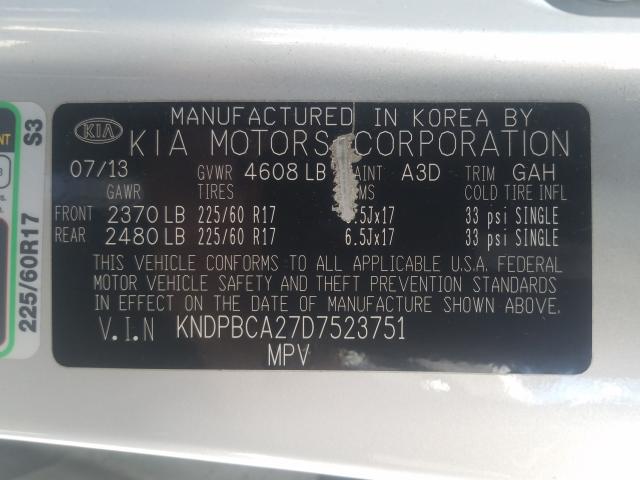 MANUFACTURED IN KOREA BY
KIA KIA MOTORS CORPORATION
07/13 GVWR 4608 LB AINT A3D TRIM GAH
GAWR TIRES MS COLD TIRE INFL
FRONT 2370 LB 225/60 R17 .5Jx17 33 psi SINGLE
REAR 2480 LB 225/60 R17 6.5Jx17 33 psi SINGLE
THIS VEHICLE CONFORMS TO ALL APPLICABLE U.S.A. FEDERAL
MOTOR VEHICLE SAFETY AND THEFT PREVENTION STANDARDS
IN EFFECT ON THE DATE OF MANUFACTURE SHOWN ABOVE.
V.I.N KNDPBCA27D7523751
MPV
S3
225/60R17